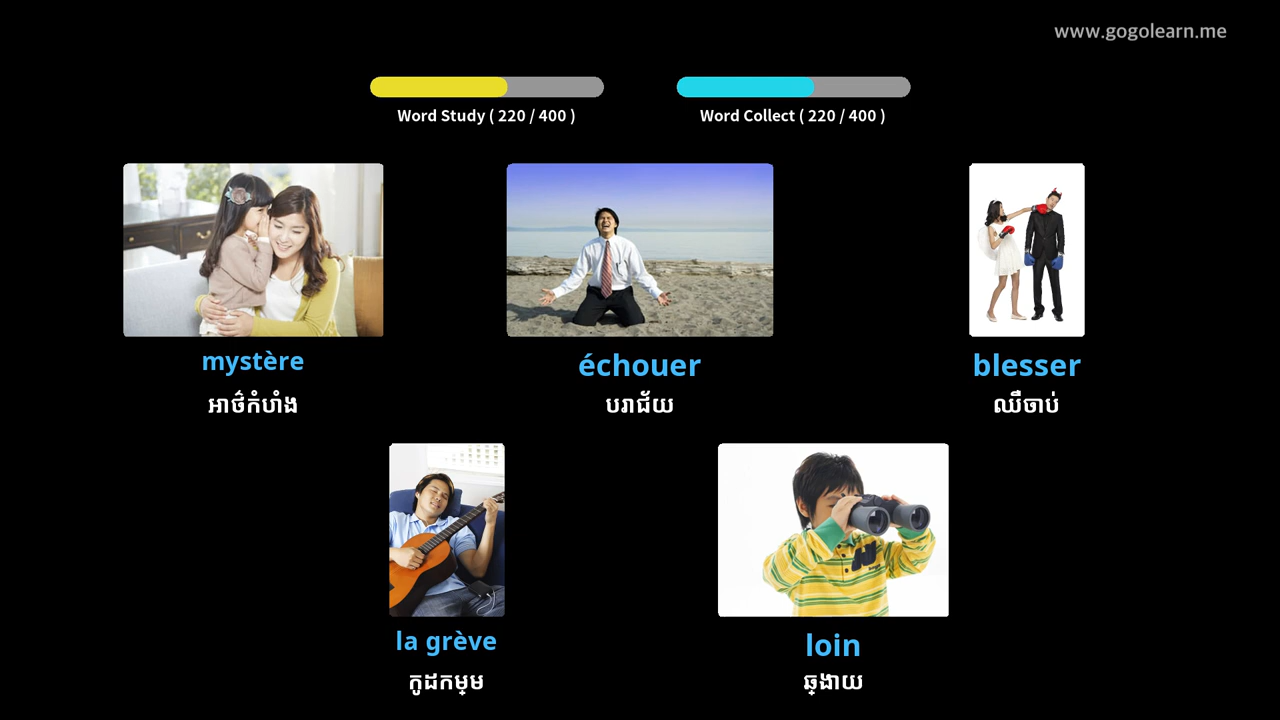 www.gogolearn.me
Word Study ( 220 / 400 )
Word Collect ( 220 / 400 )
mystère
អាថ៌កំបាំង
échouer
បរាជ័យ
blesser
ឈឺចាប់
la grève
កូដកម្ម
loin
ឆ្ងាយ